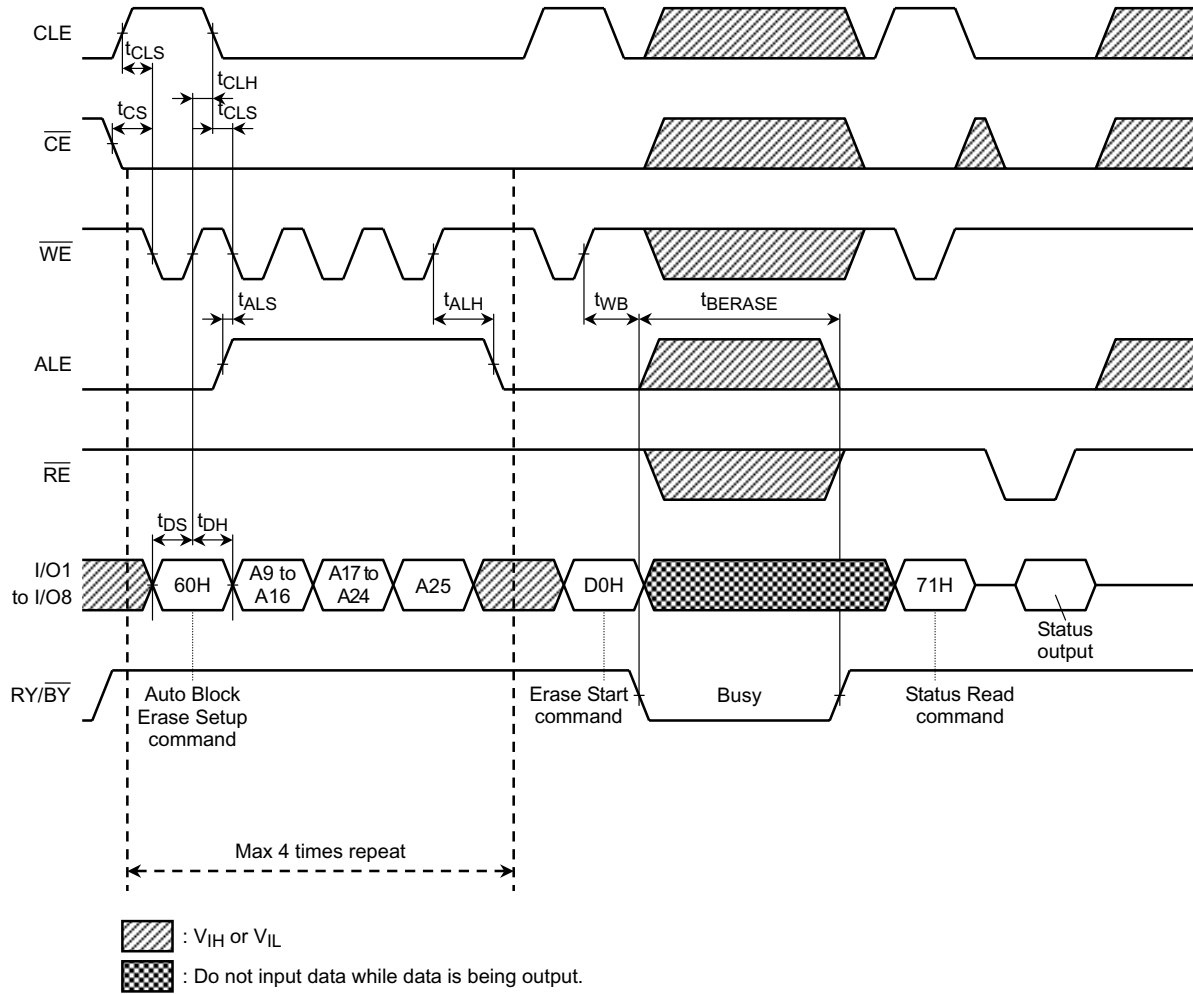 CLE
tCLS
tCLH
tCS
tCLS
CE
WE
tALS
tALH
tWB
tBERASE
ALE
RE
tDS
tDH
I/O1
to I/O8
60H
A9 to
A16
A17 to
A24
A25
D0H
71H
Status
output
RY/BY
Auto Block
Erase Setup
command
Erase Start
command
Busy
Status Read
command
Max 4 times repeat
: VIH or VIL
: Do not input data while data is being output.